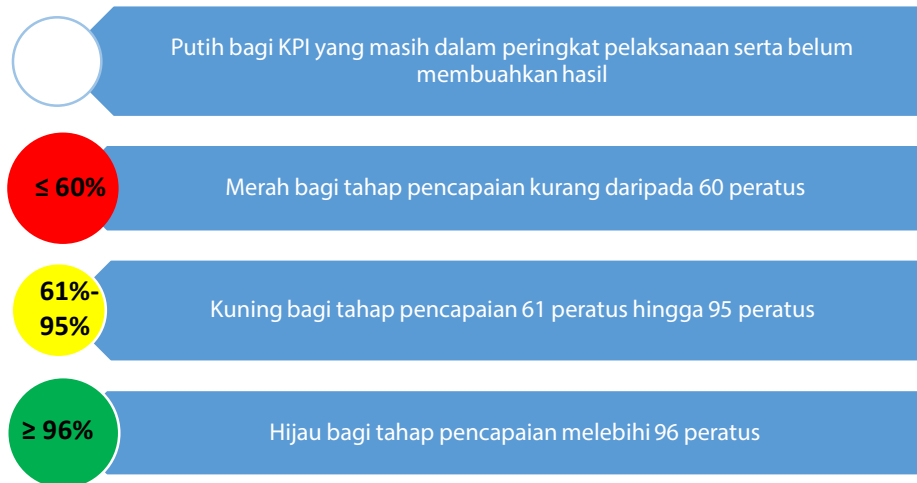 Putih bagi KPI yang masih dalam peringkat pelaksanaan serta belum
membuahkan hasil
≤ 60%
Merah bagi tahap pencapaian kurang daripada 60 peratus
61%-
95%
Kuning bagi tahap pencapaian 61 peratus hingga 95 peratus
≥ 96%
Hijau bagi tahap pencapaian melebihi 96 peratus